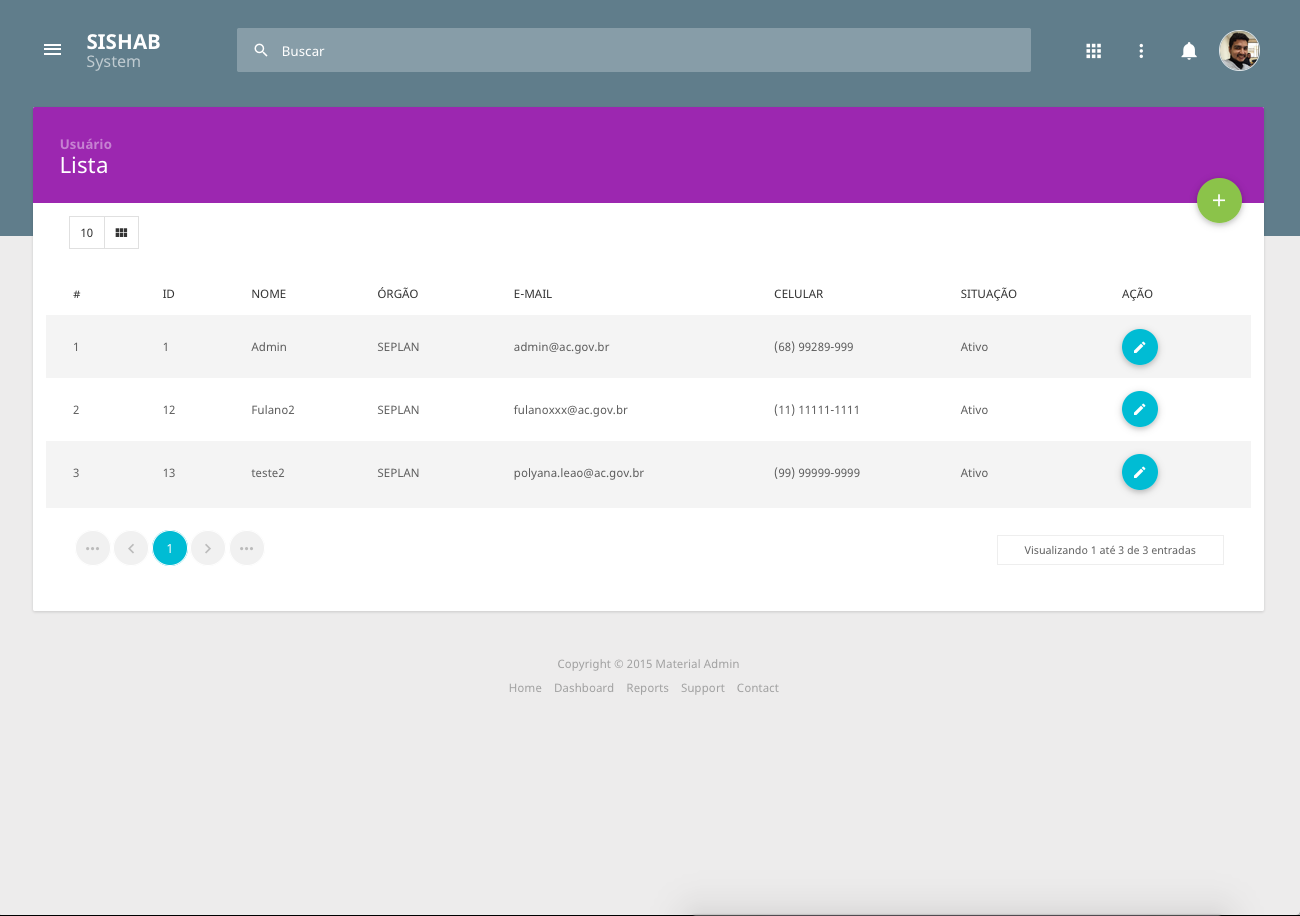 SISHAB
System
Buscar
Usuário
Lista
10
# ID NOME ÓRGÃO E-MAIL CELULAR SITUAÇÃO AÇÃO
1 1 Admin SEPLAN admin@ac.gov.br (68) 99289-999 Ativo
2 12 Fulano2 SEPLAN fulanoxxx@ac.gov.br (11) 11111-1111 Ativo
3 13 teste2 SEPLAN polyana.leao@ac.gov.br (99) 99999-9999 Ativo
1
Visualizando 1 até 3 de 3 entradas
Copyright © 2015 Material Admin
Home Dashboard Reports Support Contact